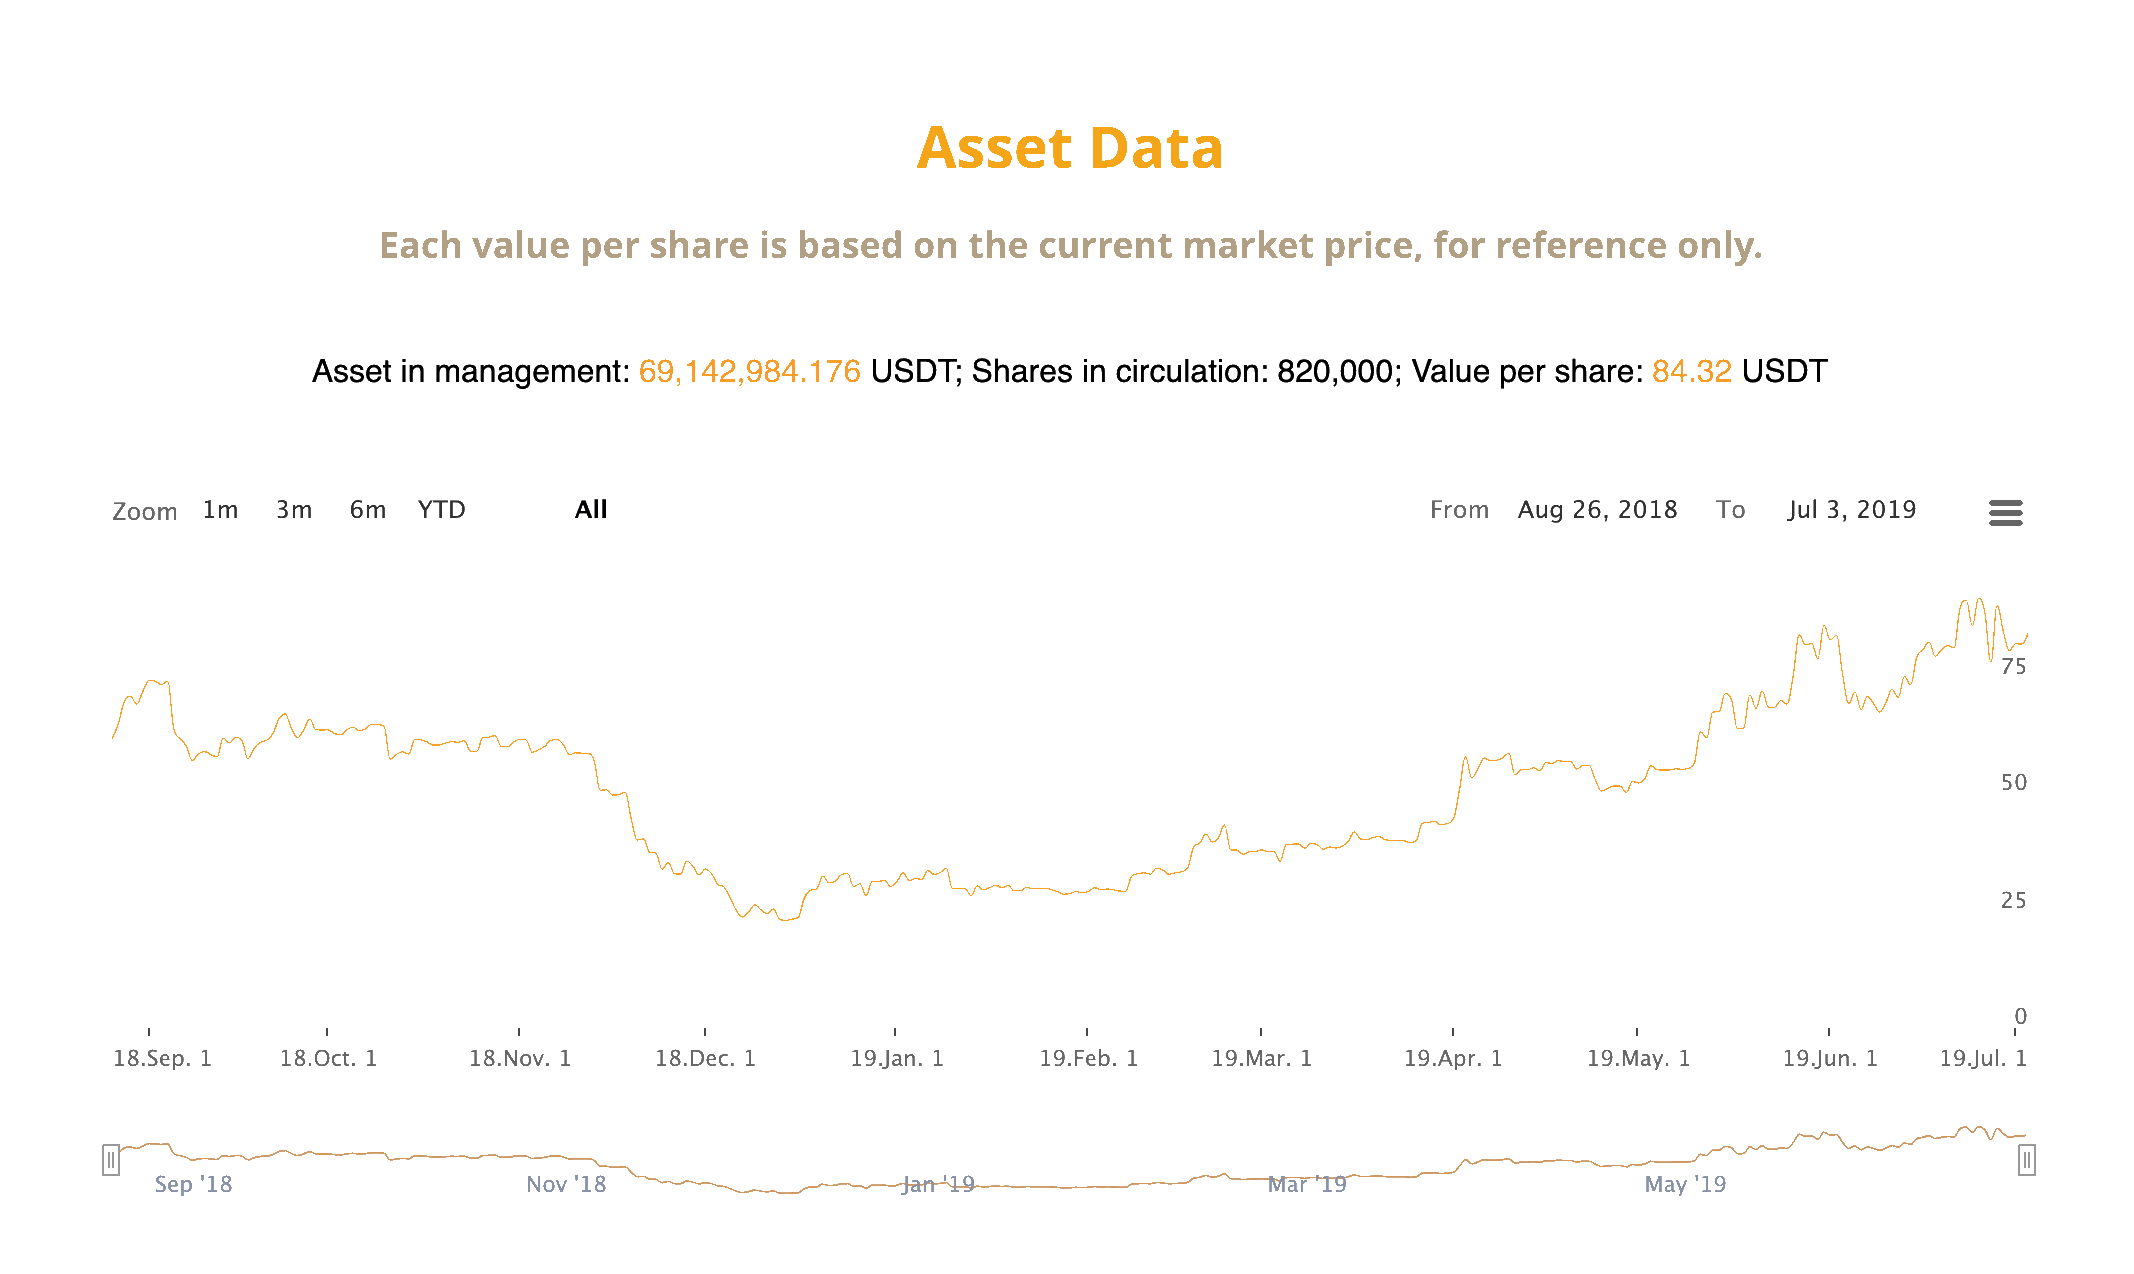 Asset Data
Each value per share is based on the current market price, for reference only.
Asset in management: 69,142,984.176 USDT; Shares in circulation: 820,000; Value per share: 84.32 USDT
Zoom 1m 3m 6m YTD All From Aug 26, 2018 To Jul 3, 2019
75
50
25
0
18.Sep. 1 18.Oct. 1 18.Nov. 1 18.Dec. 1 19.Jan. 1 19.Feb. 1 19.Mar. 1 19.Apr. 1 19.May. 1 19.Jun. 1 19.Jul. 1
Sep '18 Nov '18 Jan '19 Mar '19 May '19